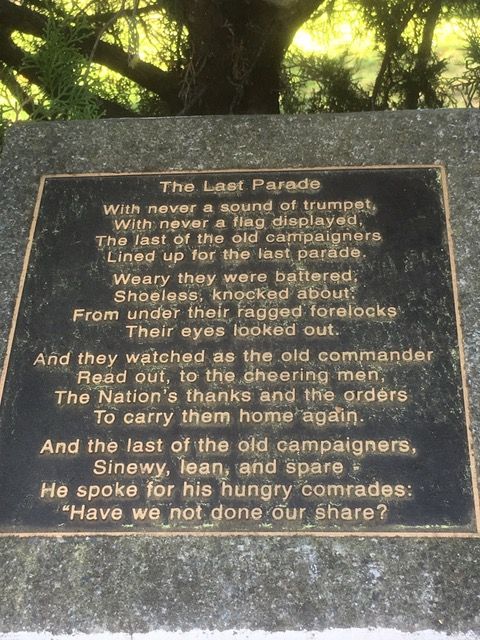 The Last Parade
With never a sound of trumpet,
With never a flag displayed,
The last of the old campaigners
Lined up for the last parade.
Weary they were battered,
Shoeless, knocked about;
From under their ragged forelocks
Their eyes looked out.
And they watched as the old commander
Read out, to the cheering men,
The Nation's thanks and the orders
To carry them home again.
And the last of the old campaigners,
Sinewy, lean, and spare -
He spoke for his hungry comrades:
"Have we not done our share?